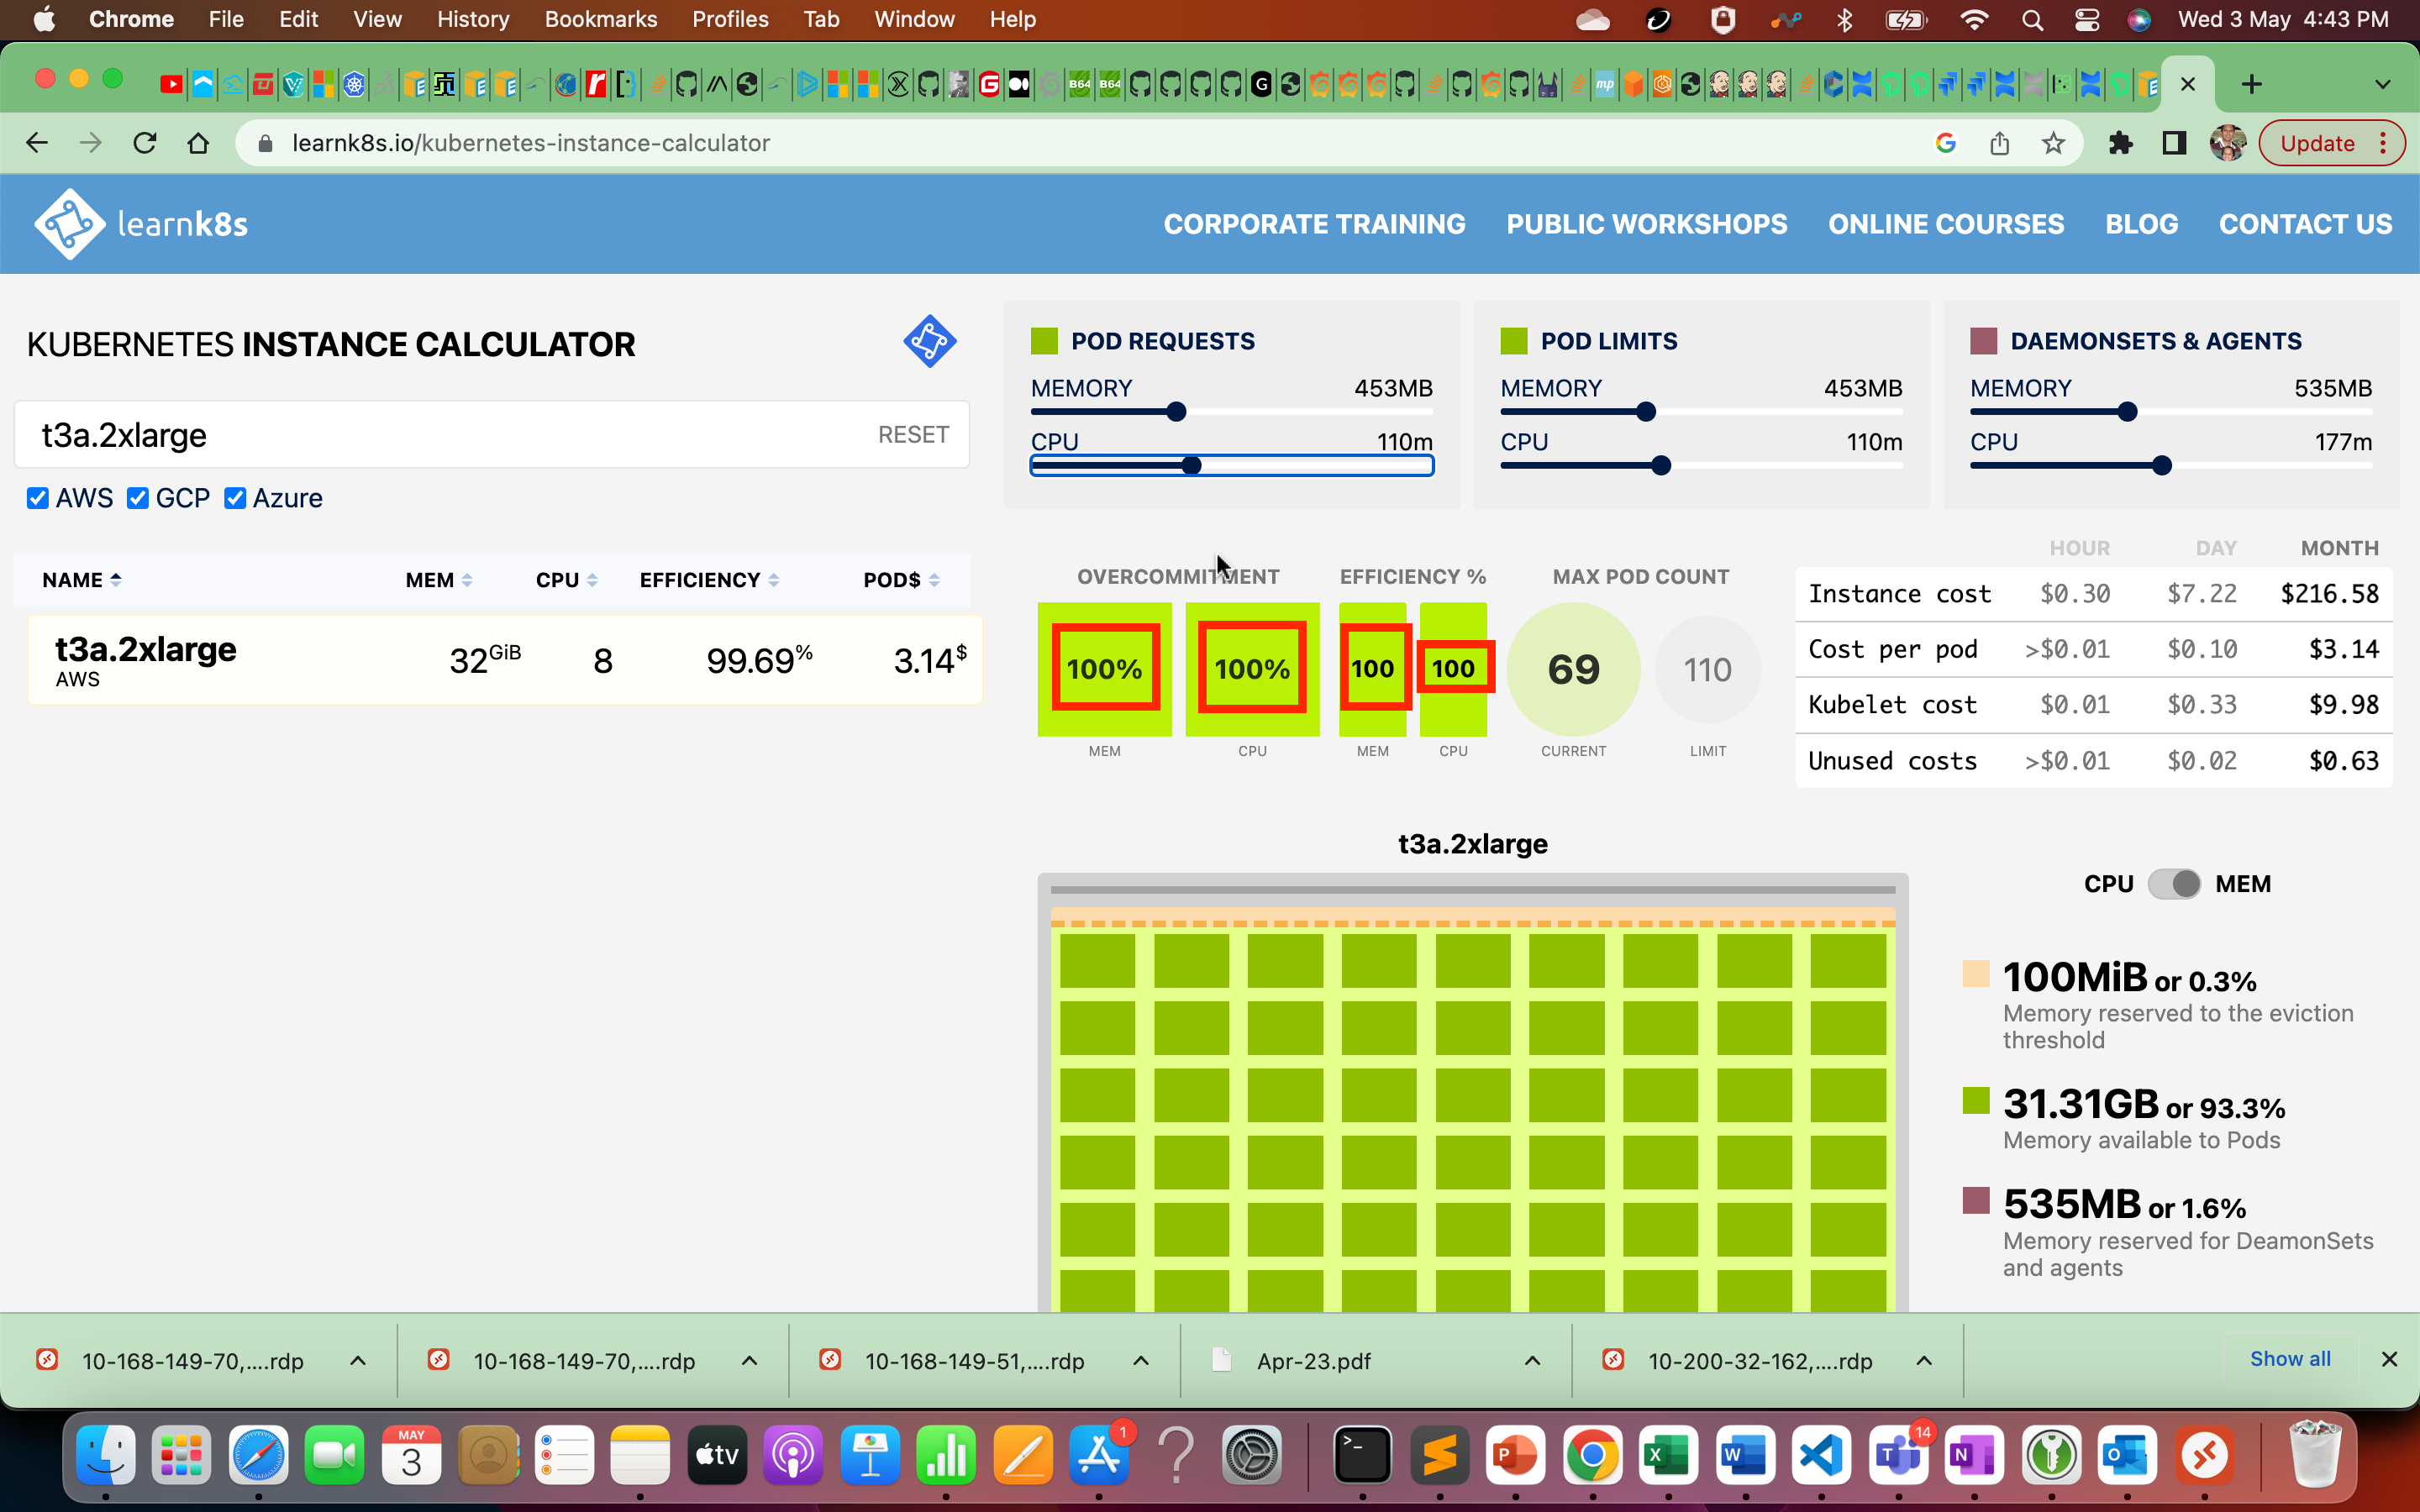 Chrome File Edit View History Bookmarks Profiles Tab Window Help Wed 3 May 4:43 PM
learnk8s.io/kubernetes-instance-calculator Update
learnk8s CORPORATE TRAINING PUBLIC WORKSHOPS ONLINE COURSES BLOG CONTACT US
KUBERNETES INSTANCE CALCULATOR
t3a.2xlarge RESET
AWS GCP Azure
NAME MEM CPU EFFICIENCY POD$
t3a.2xlarge 32GiB 8 99.69% 3.14$
AWS
POD REQUESTS
MEMORY 453MB
CPU 110m
POD LIMITS
MEMORY 453MB
CPU 110m
DAEMONSETS & AGENTS
MEMORY 535MB
CPU 177m
OVERCOMMITMENT EFFICIENCY % MAX POD COUNT
100% 100% 100 100 69 110
MEM CPU MEM CPU CURRENT LIMIT
HOUR DAY MONTH
Instance cost $0.30 $7.22 $216.58
Cost per pod >$0.01 $0.10 $3.14
Kubelet cost $0.01 $0.33 $9.98
Unused costs >$0.01 $0.02 $0.63
t3a.2xlarge
CPU MEM
100MiB or 0.3%
Memory reserved to the eviction
threshold
31.31GB or 93.3%
Memory available to Pods
535MB or 1.6%
Memory reserved for DeamonSets
and agents
10-168-149-70,....rdp 10-168-149-70,....rdp 10-168-149-51,....rdp Apr-23.pdf 10-200-32-162,....rdp Show all
MAY
3
tv
1
14